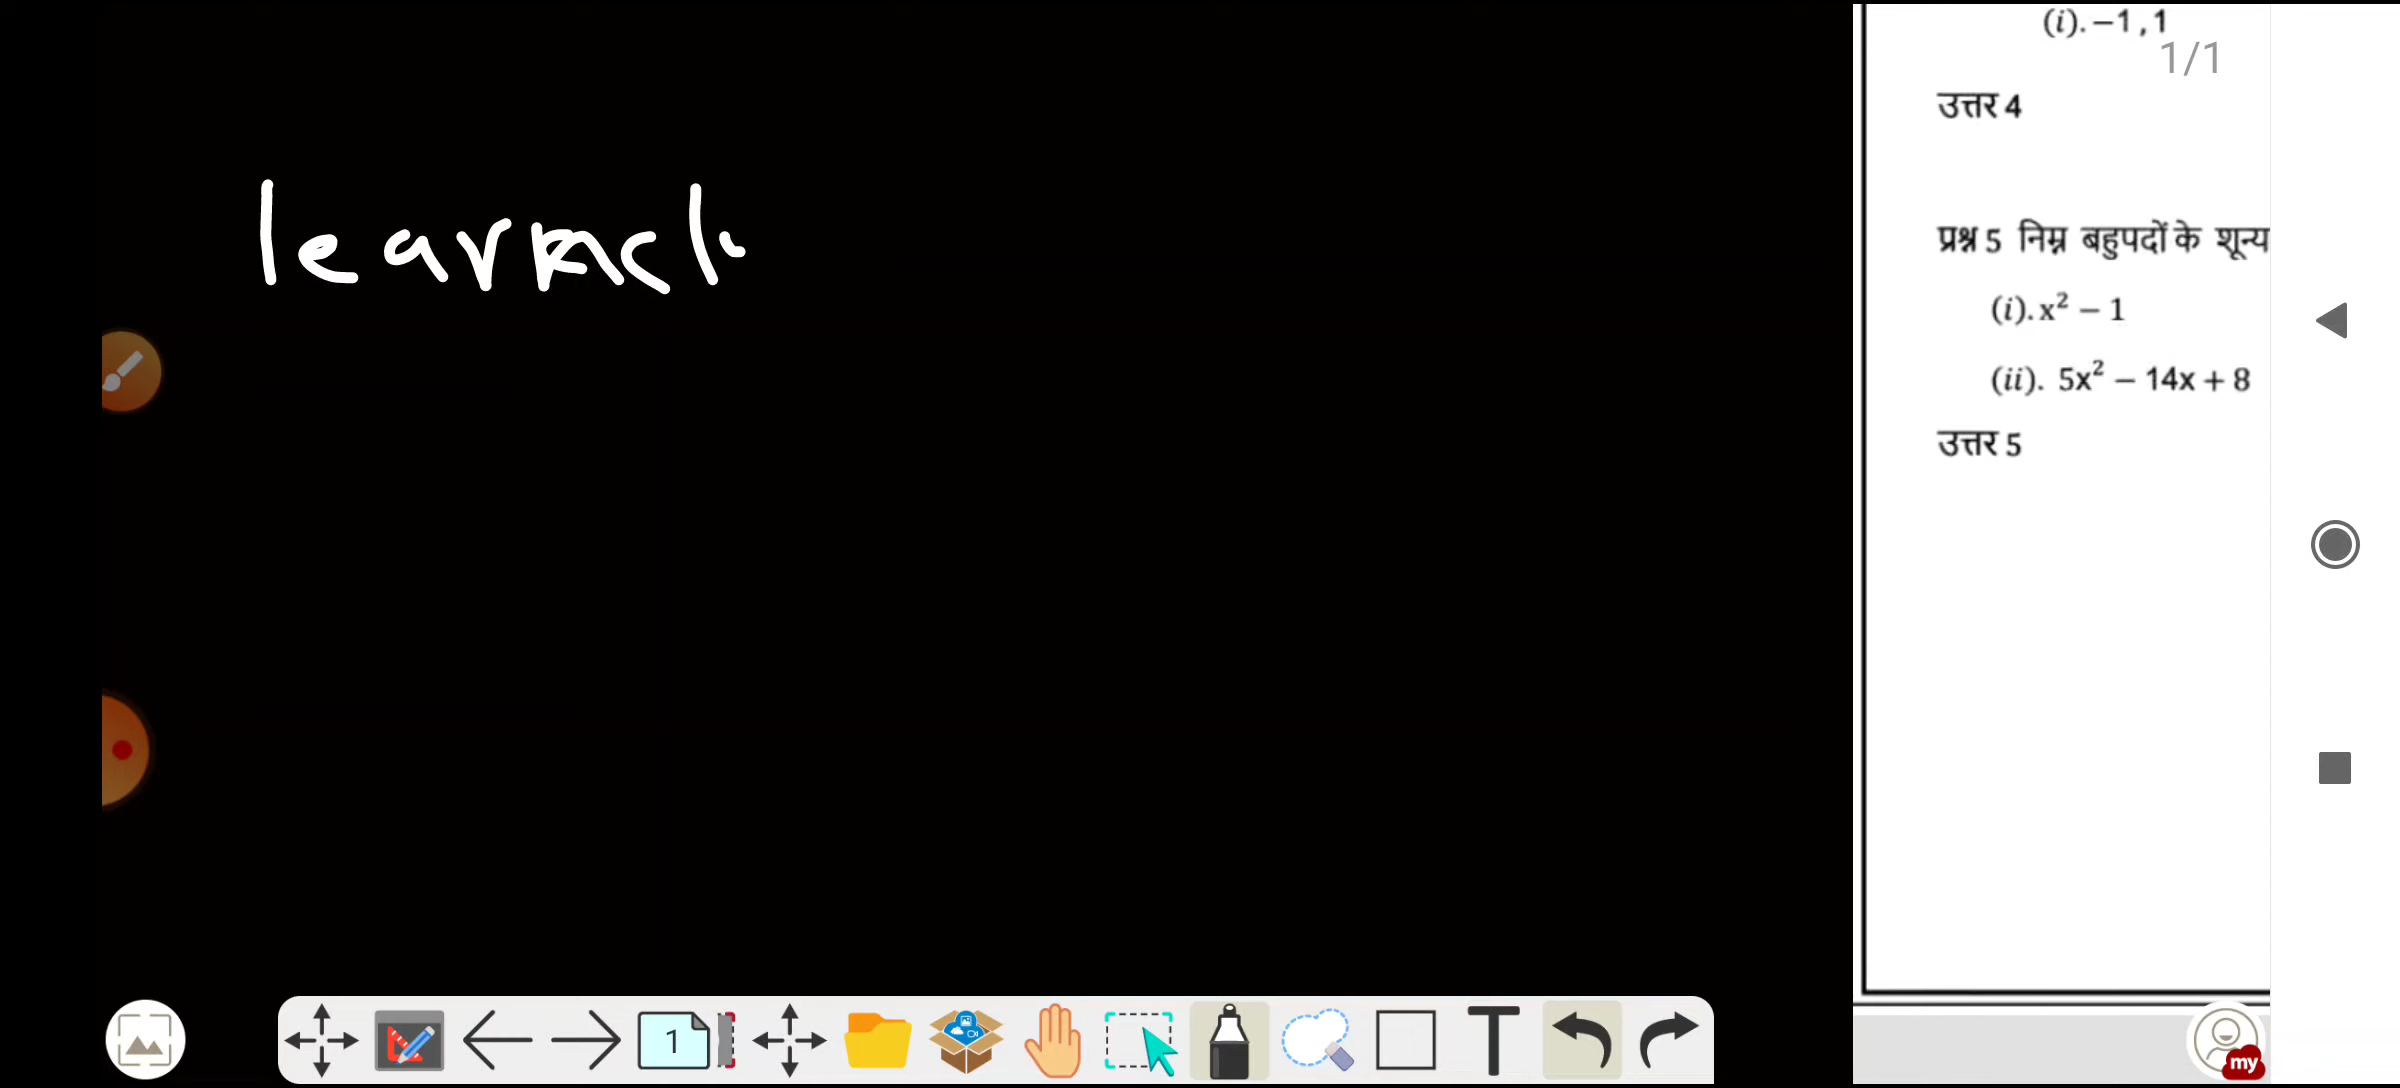 (i). −1 , 1
1/1
उत्तर 4
प्रश्न 5 निम्न बहुपदों के शून्य
(i). x² − 1
(ii). 5x² − 14x + 8
उत्तर 5
1
T
my